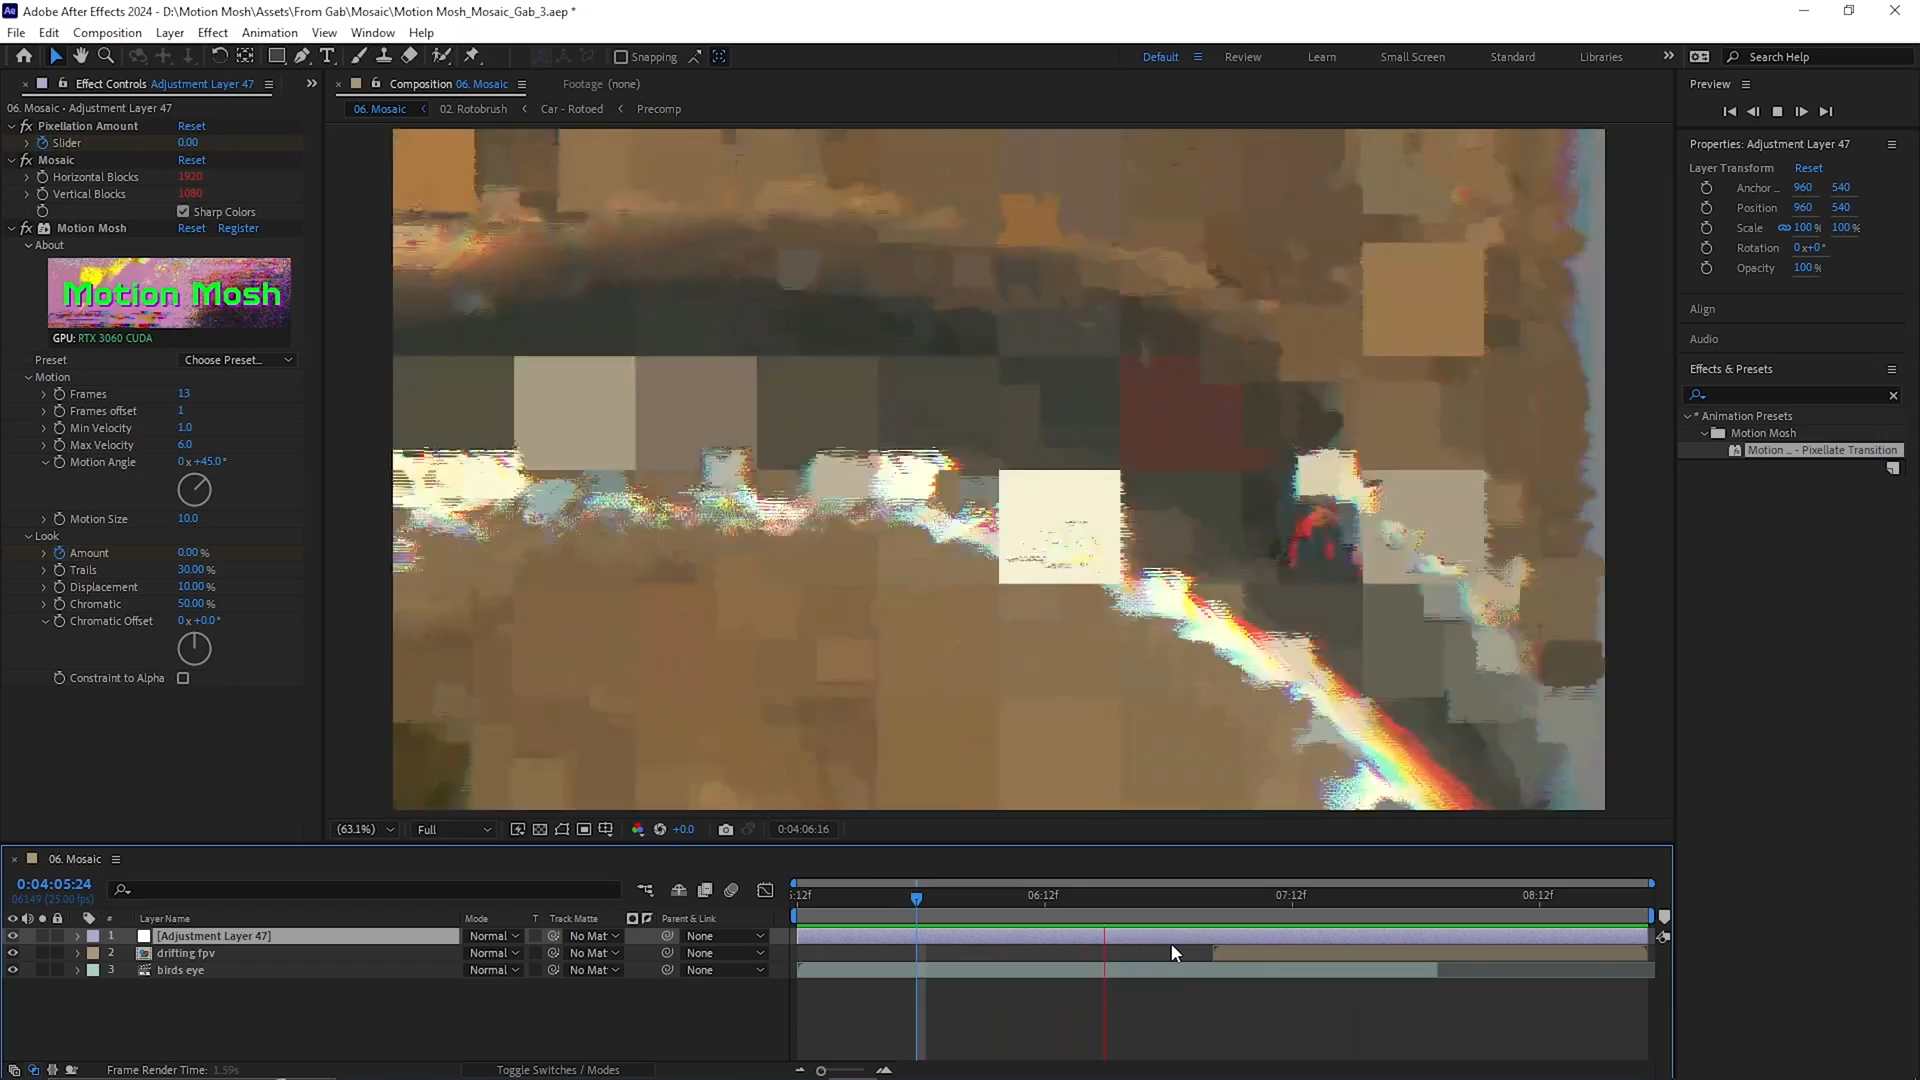 Adobe After Effects 2024 - D:\Motion Mosh\Assets\From Gab\Mosaic\Motion Mosh_Mosaic_Gab_3.aep *
File Edit Composition Layer Effect Animation View Window Help
Snapping
Default Review Learn Small Screen Standard Libraries
Search Help
Effect Controls Adjustment Layer 47
06. Mosaic • Adjustment Layer 47
Pixellation Amount Reset
Slider 0.00
Mosaic Reset
Horizontal Blocks 1920
Vertical Blocks 1080
Sharp Colors
Motion Mosh Reset Register
About
Motion Mosh
GPU: RTX 3060 CUDA
Preset Choose Preset...
Motion
Frames 13
Frames offset 1
Min Velocity 1.0
Max Velocity 6.0
Motion Angle 0 x +45.0°
Motion Size 10.0
Look
Amount 0.00 %
Trails 30.00 %
Displacement 10.00 %
Chromatic 50.00 %
Chromatic Offset 0 x +0.0°
Constraint to Alpha
Composition 06. Mosaic
Footage (none)
06. Mosaic 02. Rotobrush Car - Rotoed Precomp
(63.1%) Full +0.0 0:04:06:16
Preview
Properties: Adjustment Layer 47
Layer Transform Reset
Anchor ... 960 540
Position 960 540
Scale 100 % 100 %
Rotation 0 x +0°
Opacity 100 %
Align
Audio
Effects & Presets
* Animation Presets
Motion Mosh
Motion ... - Pixellate Transition
06. Mosaic
0:04:05:24
06149 (25.00 fps)
# Layer Name Mode T Track Matte Parent & Link
1 [Adjustment Layer 47] Normal No Mat None
2 drifting fpv Normal No Mat None
3 birds eye Normal No Mat None
5:12f 06:12f 07:12f 08:12f
Frame Render Time: 1.59s
Toggle Switches / Modes